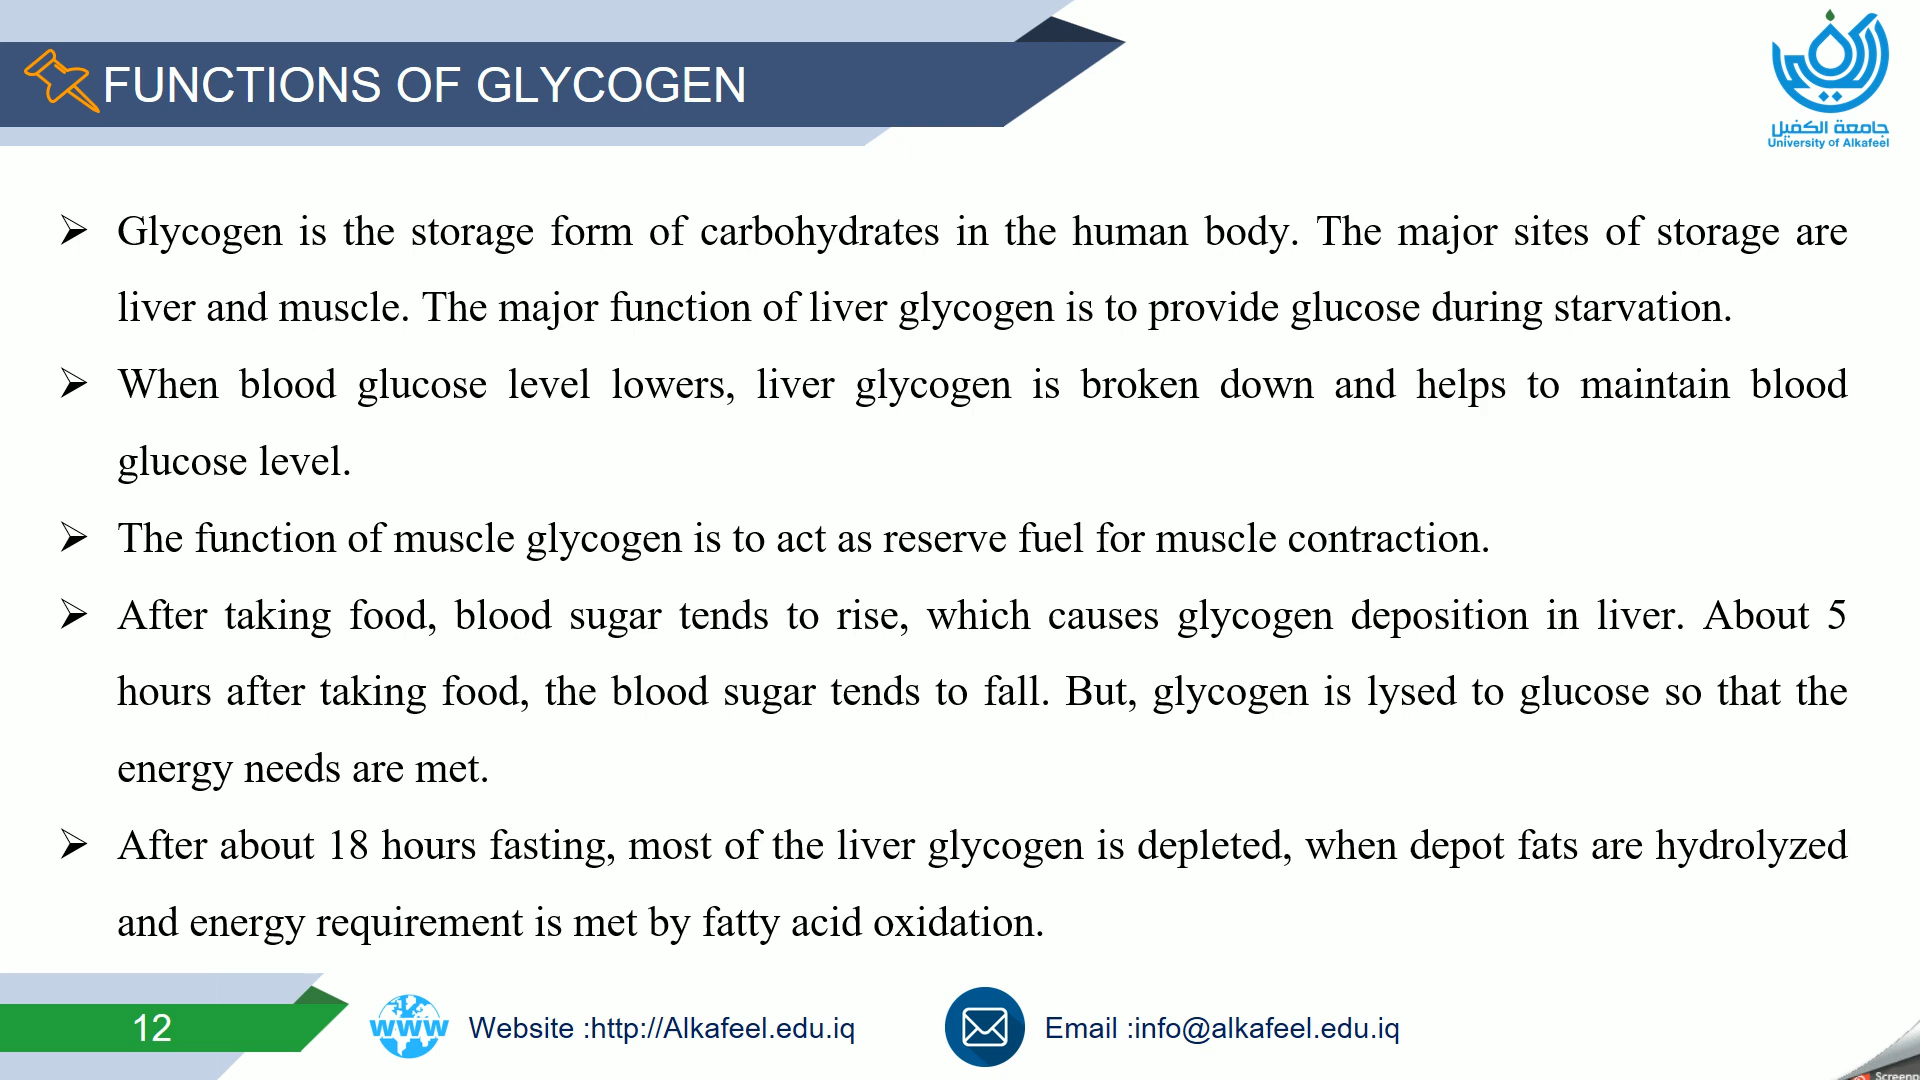 FUNCTIONS OF GLYCOGEN
جامعة الكفيل
University of Alkafeel
➢ Glycogen is the storage form of carbohydrates in the human body. The major sites of storage are
liver and muscle. The major function of liver glycogen is to provide glucose during starvation.
➢ When blood glucose level lowers, liver glycogen is broken down and helps to maintain blood
glucose level.
➢ The function of muscle glycogen is to act as reserve fuel for muscle contraction.
➢ After taking food, blood sugar tends to rise, which causes glycogen deposition in liver. About 5
hours after taking food, the blood sugar tends to fall. But, glycogen is lysed to glucose so that the
energy needs are met.
➢ After about 18 hours fasting, most of the liver glycogen is depleted, when depot fats are hydrolyzed
and energy requirement is met by fatty acid oxidation.
12
WWW
Website :http://Alkafeel.edu.iq
Email :info@alkafeel.edu.iq